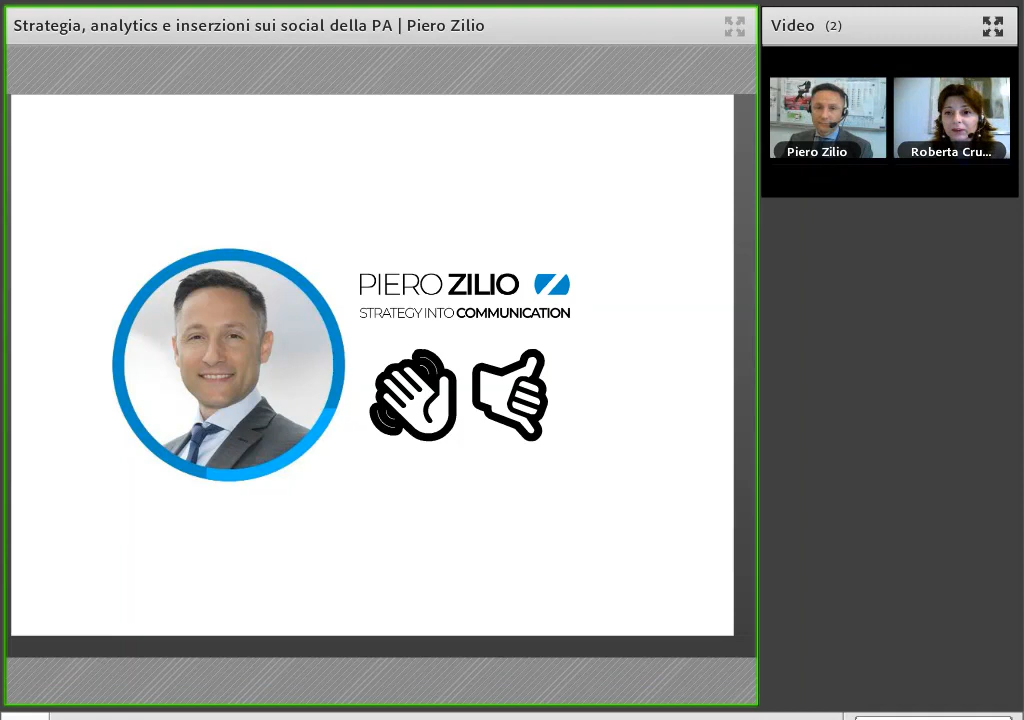 Strategia, analytics e inserzioni sui social della PA | Piero Zilio
Video (2)
Piero Zilio
Roberta Cru...
PIERO ZILIO
STRATEGY INTO COMMUNICATION